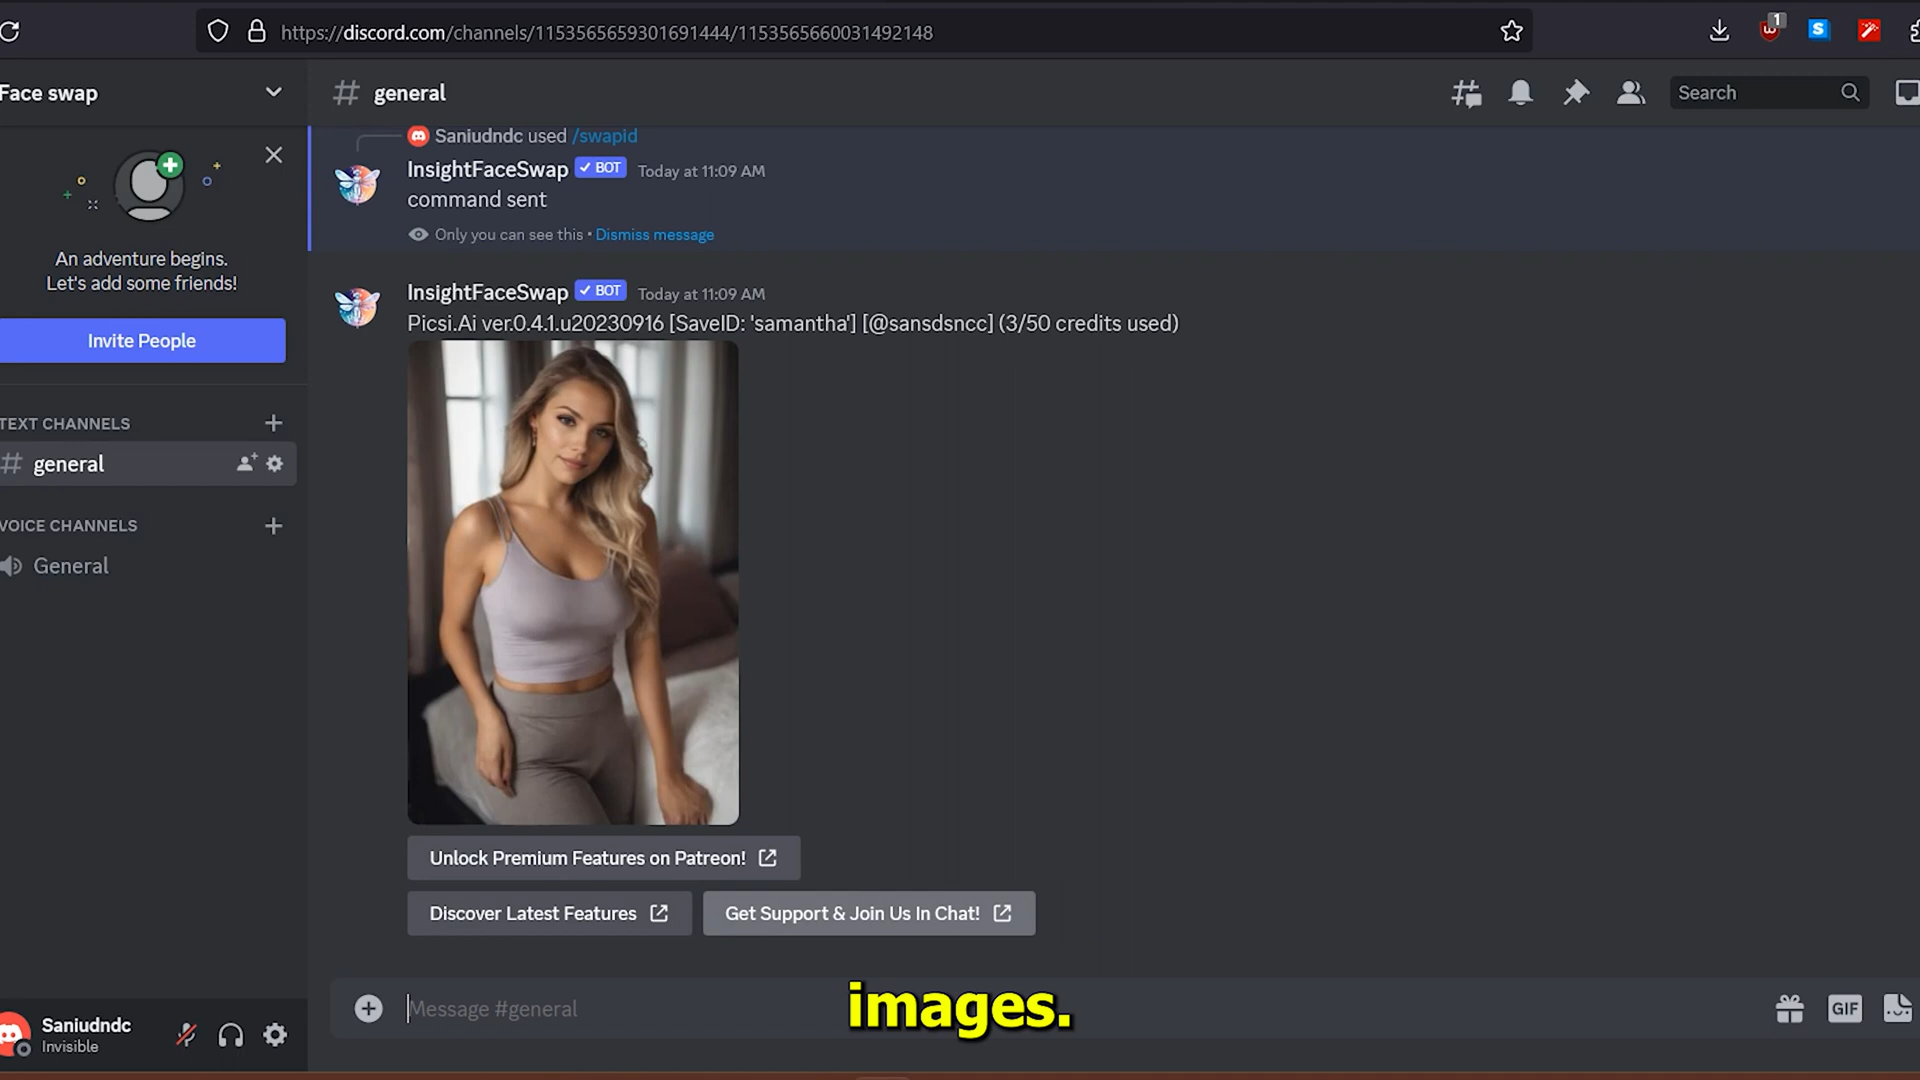 https://discord.com/channels/1153565659301691444/1153565660031492148
1
S
Face swap
general
Search
Saniudndc used /swapid
InsightFaceSwap BOT Today at 11:09 AM
command sent
Only you can see this • Dismiss message
An adventure begins.
Let's add some friends!
Invite People
InsightFaceSwap BOT Today at 11:09 AM
Picsi.Ai ver.0.4.1.u20230916 [SaveID: 'samantha'] [@sansdsncc] (3/50 credits used)
TEXT CHANNELS
general
VOICE CHANNELS
General
Unlock Premium Features on Patreon!
Discover Latest Features
Get Support & Join Us In Chat!
Message #general
images.
GIF
Saniudndc
Invisible